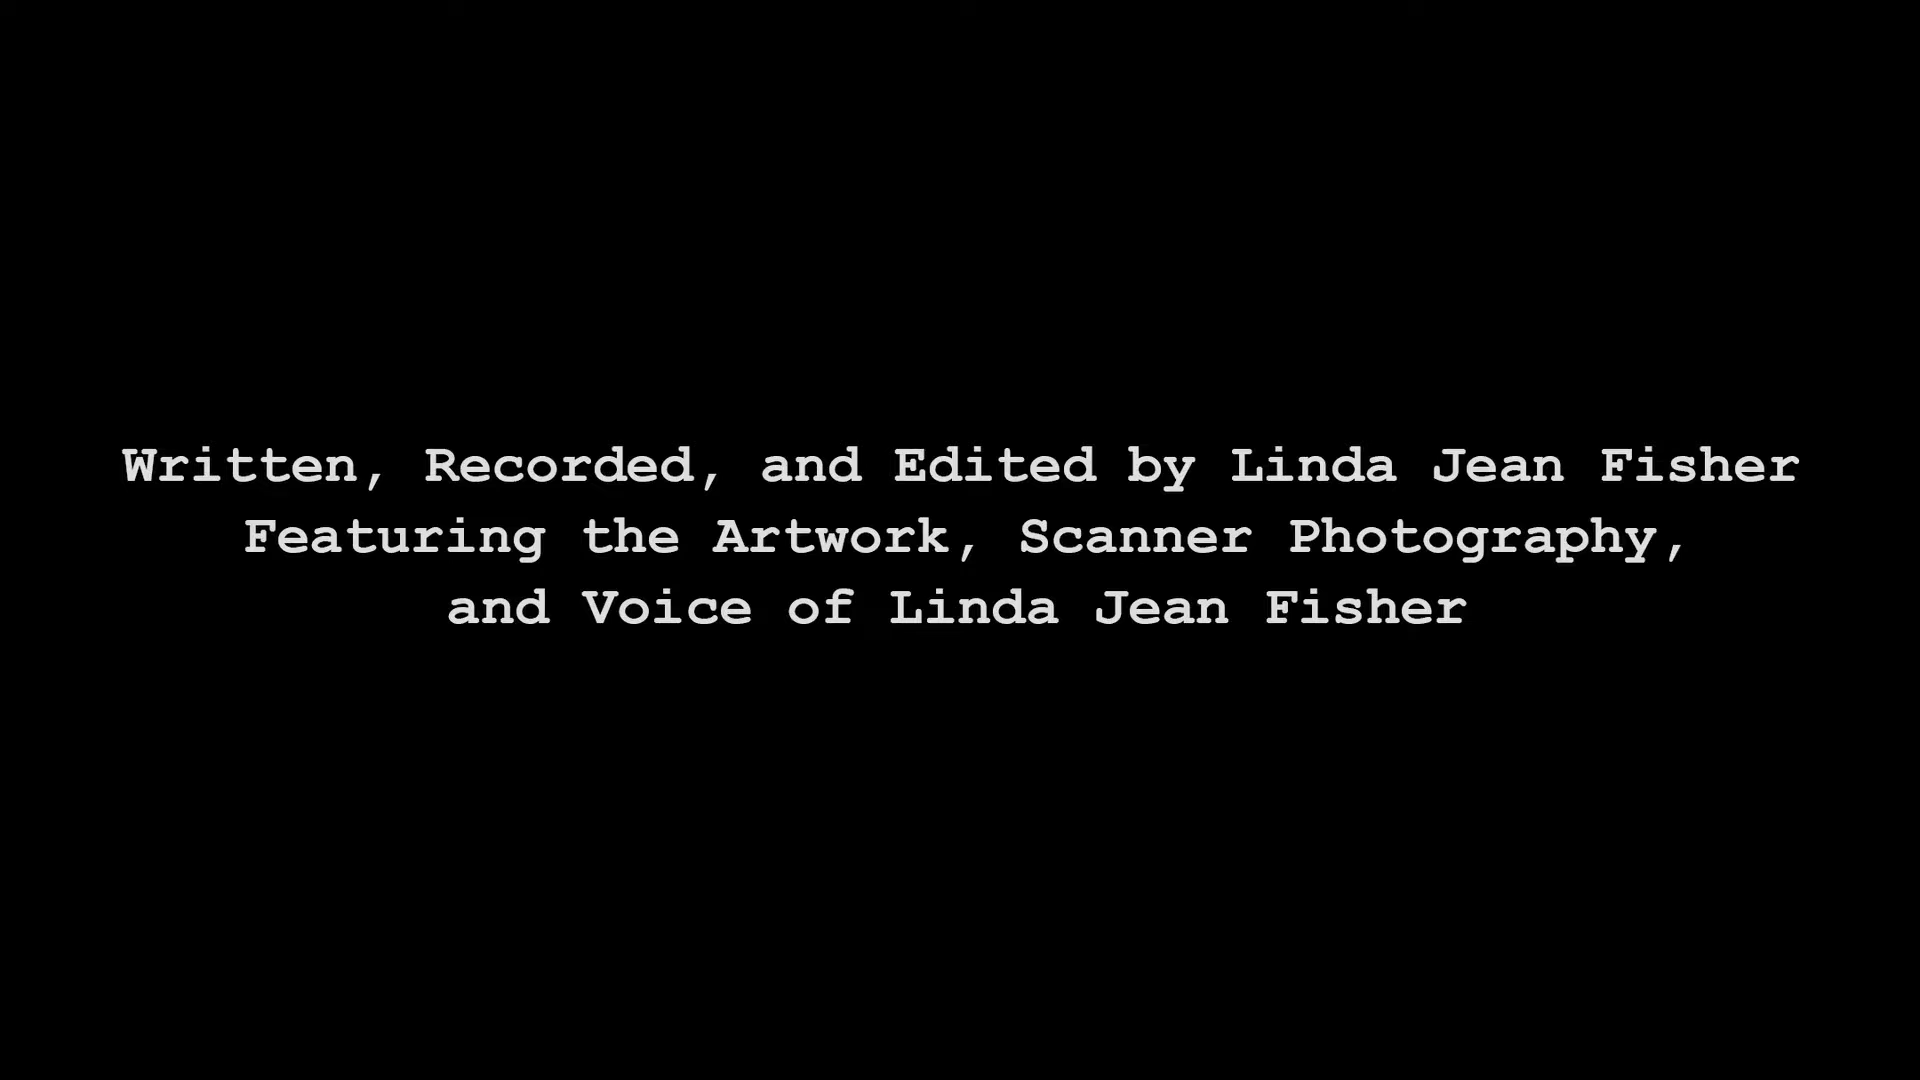 Written, Recorded, and Edited by Linda Jean Fisher
Featuring the Artwork, Scanner Photography,
and Voice of Linda Jean Fisher